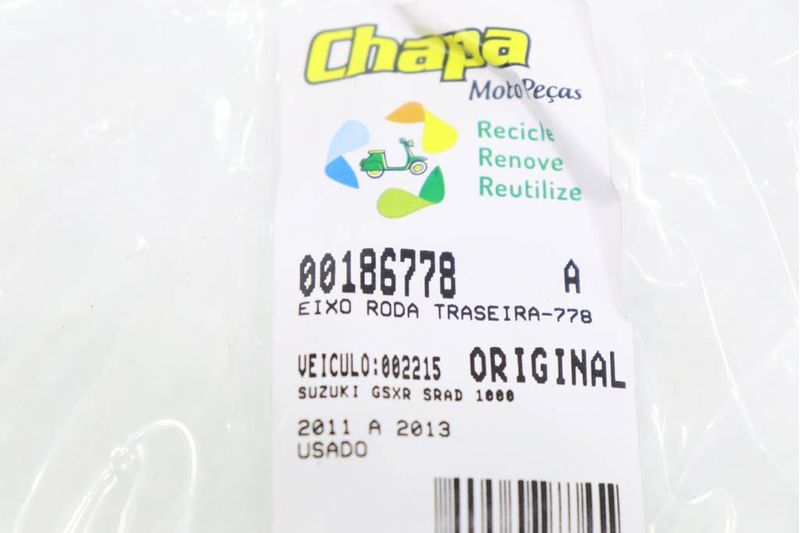 Chapa
MotoPeças
Recicle
Renove
Reutilize
00186778 A
EIXO RODA TRASEIRA-778
VEICULO:002215 ORIGINAL
SUZUKI GSXR SRAD 1000
2011 A 2013
USADO